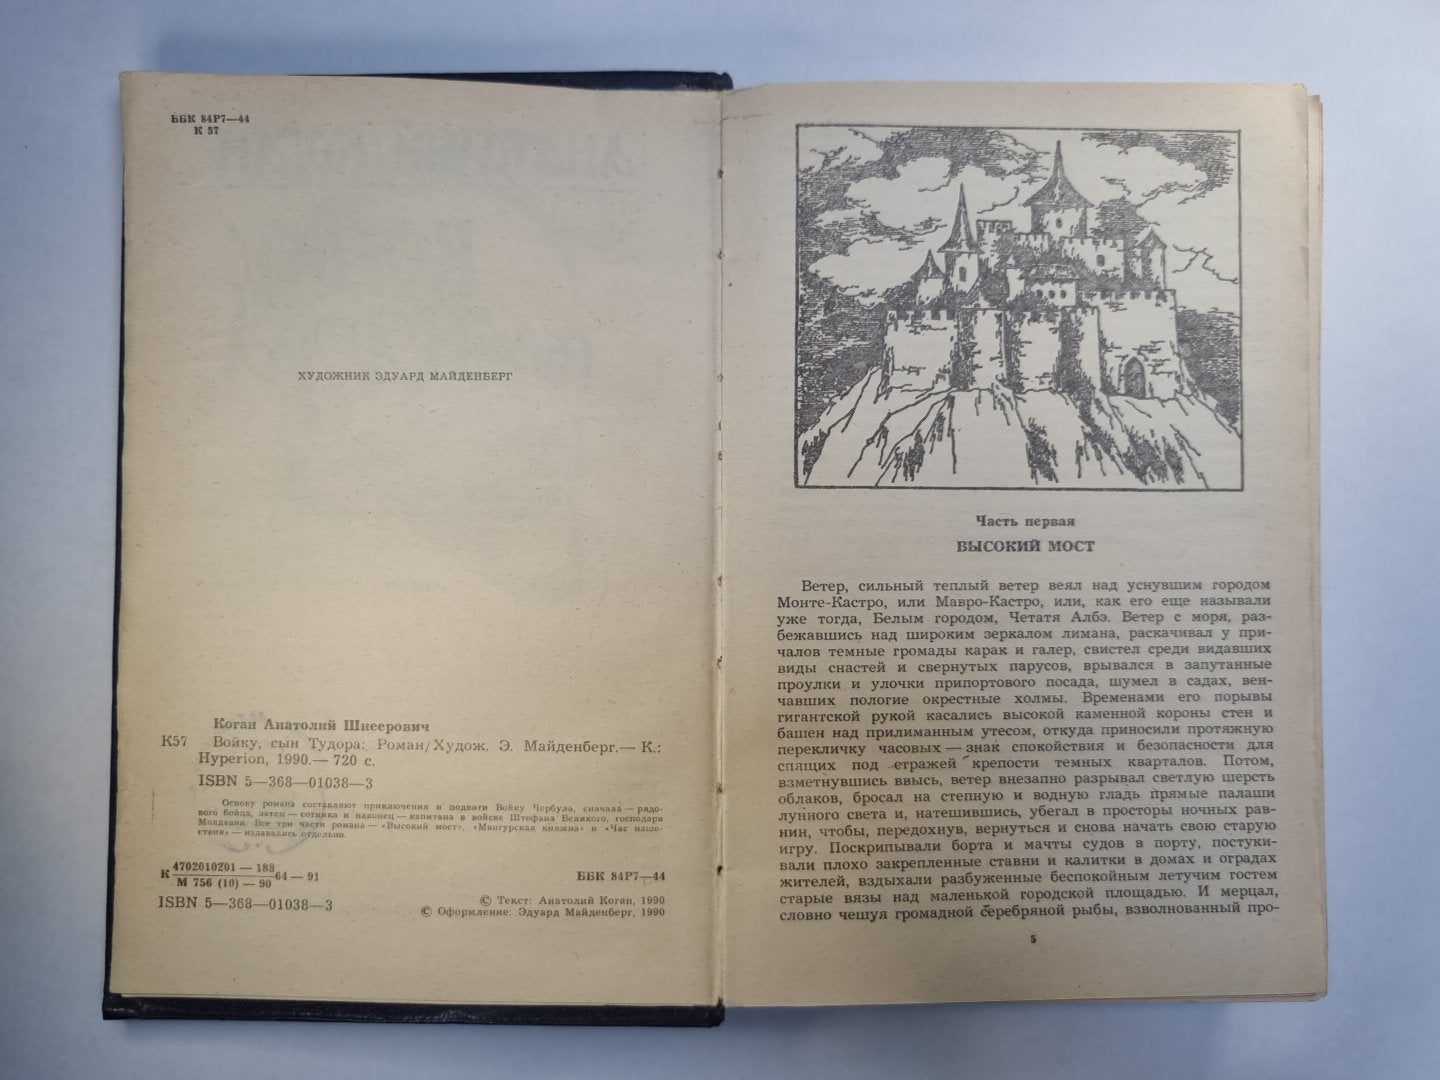 ББК 84Р7—44
К 57
ХУДОЖНИК ЭДУАРД МАЙДЕНБЕРГ
Коган Анатолий Шнеерович
К57 Войку, сын Тудора: Роман/Худож. Э. Майденберг.— К.:
Hyperion, 1990.— 720 с.
ISBN 5—368—01038—3
Основу романа составляют приключения и подвиги Войку Чербула, сначала — рядо-
вого бойца, затем — сотника и наконец — капитана в войске Штефана Великого, господаря
Молдавии. Все три части романа — «Высокий мост», «Мангупская княжна» и «Час наше-
ствия» — издавались отдельно.
К 4702010201 — 188
М 756 (10) — 90 64 — 91
ББК 84Р7—44
ISBN 5—368—01038—3
© Текст: Анатолий Коган, 1990
© Оформление: Эдуард Майденберг, 1990
Часть первая
ВЫСОКИЙ МОСТ
Ветер, сильный теплый ветер веял над уснувшим городом
Монте-Кастро, или Мавро-Кастро, или, как его еще называли
уже тогда, Белым городом, Четатя Албэ. Ветер с моря, раз-
бежавшись над широким зеркалом лимана, раскачивал у при-
чалов темные громады карак и галер, свистел среди видавших
виды снастей и свернутых парусов, врывался в запутанные
проулки и улочки припортового посада, шумел в садах, вен-
чавших пологие окрестные холмы. Временами его порывы
гигантской рукой касались высокой каменной короны стен и
башен над прилиманным утесом, откуда приносили протяжную
перекличку часовых — знак спокойствия и безопасности для
спящих под стражей крепости темных кварталов. Потом,
взметнувшись ввысь, ветер внезапно разрывал светлую шерсть
облаков, бросал на степную и водную гладь прямые палаши
лунного света и, натешившись, убегал в просторы ночных рав-
нин, чтобы, передохнув, вернуться и снова начать свою старую
игру. Поскрипывали борта и мачты судов в порту, постуки-
вали плохо закрепленные ставни и калитки в домах и оградах
жителей, вздыхали разбуженные беспокойным летучим гостем
старые вязы над маленькой городской площадью. И мерцал,
словно чешуя громадной серебряной рыбы, взволнованный про-
5